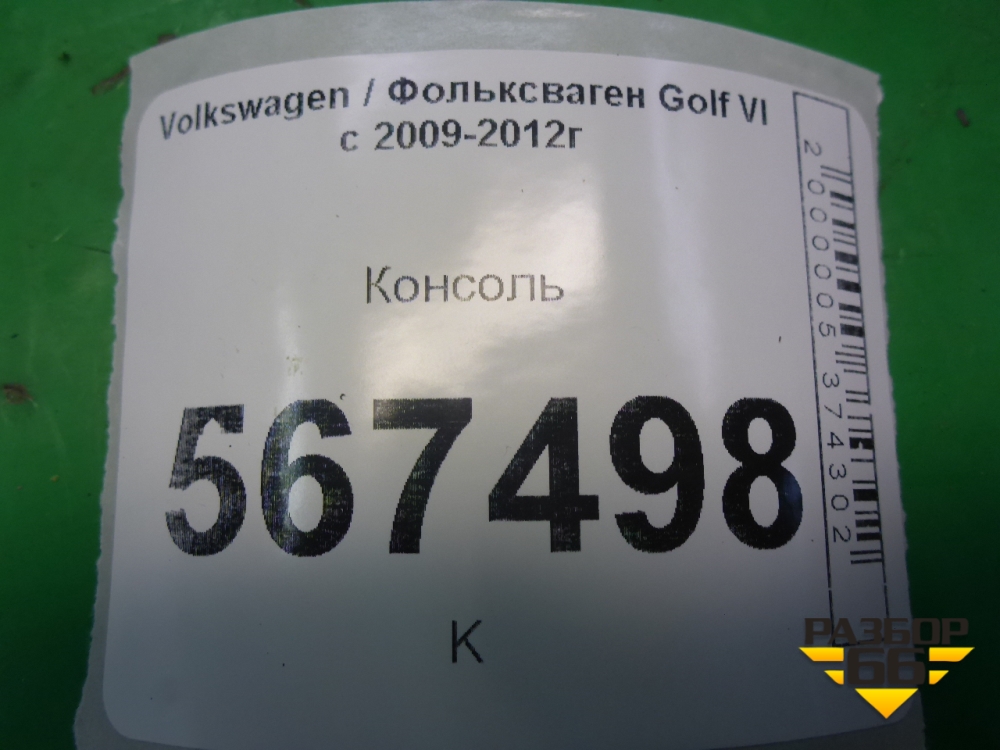 Volkswagen / Фольксваген Golf VI
с 2009-2012г
Консоль
567498
К
2000005374302
РАЗБОР
66